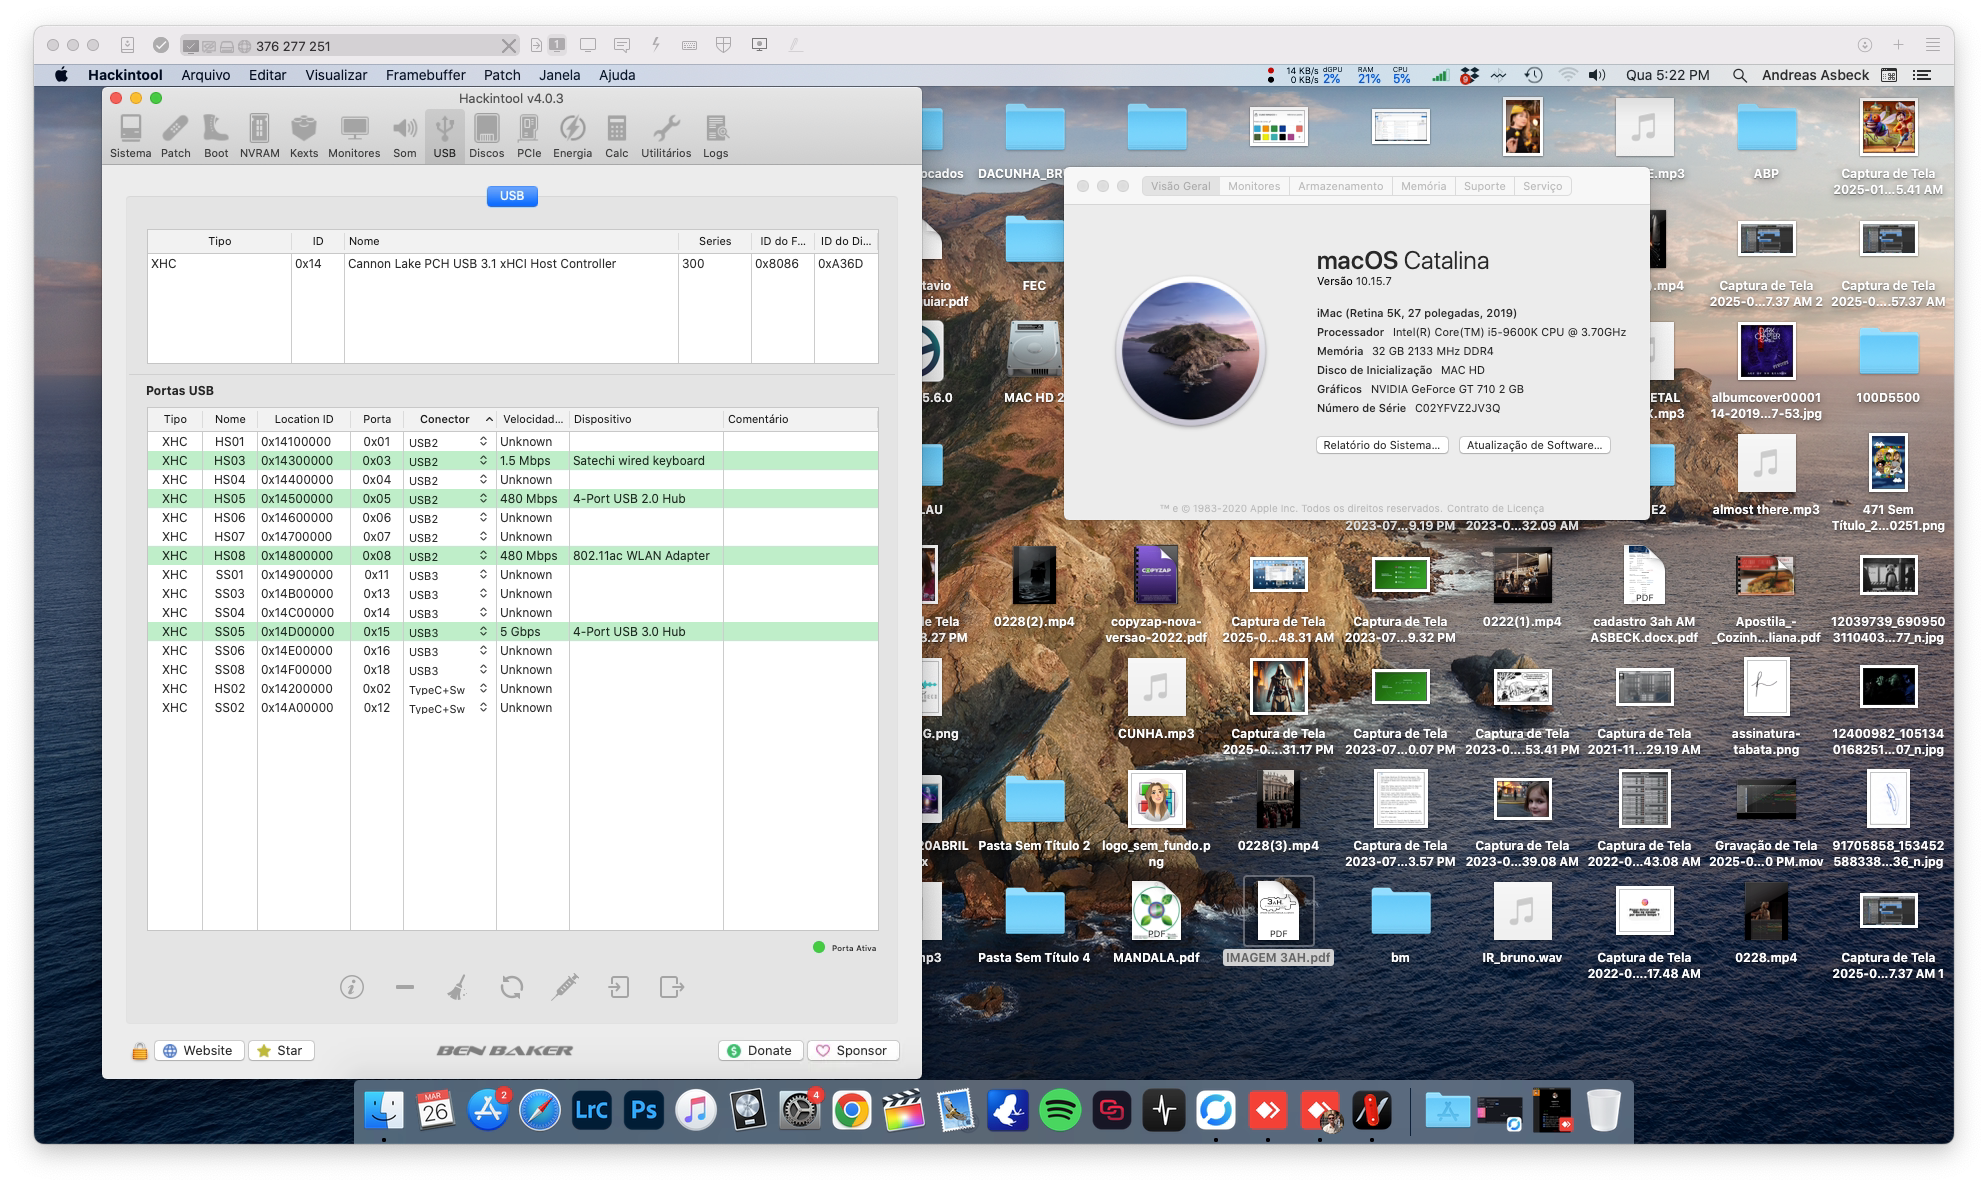 376 277 251
1
Hackintool Arquivo Editar Visualizar Framebuffer Patch Janela Ajuda
14 KB/s
0 KB/s
dGPU
2%
RAM
21%
CPU
5%
9
Qua 5:22 PM
Andreas Asbeck
Hackintool v4.0.3
Sistema Patch Boot NVRAM Kexts Monitores Som USB Discos PCIe Energia Calc Utilitários Logs
USB
Tipo ID Nome Series ID do F... ID do Di...
XHC 0x14 Cannon Lake PCH USB 3.1 xHCI Host Controller 300 0x8086 0xA36D
Portas USB
Tipo Nome Location ID Porta Conector Velocidad... Dispositivo Comentário
XHC HS01 0x14100000 0x01 USB2 Unknown
XHC HS03 0x14300000 0x03 USB2 1.5 Mbps Satechi wired keyboard
XHC HS04 0x14400000 0x04 USB2 Unknown
XHC HS05 0x14500000 0x05 USB2 480 Mbps 4-Port USB 2.0 Hub
XHC HS06 0x14600000 0x06 USB2 Unknown
XHC HS07 0x14700000 0x07 USB2 Unknown
XHC HS08 0x14800000 0x08 USB2 480 Mbps 802.11ac WLAN Adapter
XHC SS01 0x14900000 0x11 USB3 Unknown
XHC SS03 0x14B00000 0x13 USB3 Unknown
XHC SS04 0x14C00000 0x14 USB3 Unknown
XHC SS05 0x14D00000 0x15 USB3 5 Gbps 4-Port USB 3.0 Hub
XHC SS06 0x14E00000 0x16 USB3 Unknown
XHC SS08 0x14F00000 0x18 USB3 Unknown
XHC HS02 0x14200000 0x02 TypeC+Sw Unknown
XHC SS02 0x14A00000 0x12 TypeC+Sw Unknown
Porta Ativa
Website Star BEN BAKER Donate Sponsor
Visão Geral Monitores Armazenamento Memória Suporte Serviço
macOS Catalina
Versão 10.15.7
iMac (Retina 5K, 27 polegadas, 2019)
Processador Intel(R) Core(TM) i5-9600K CPU @ 3.70GHz
Memória 32 GB 2133 MHz DDR4
Disco de Inicialização MAC HD
Gráficos NVIDIA GeForce GT 710 2 GB
Número de Série C02YFVZ2JV3Q
Relatório do Sistema... Atualização de Software...
™ e © 1983-2020 Apple Inc. Todos os direitos reservados. Contrato de Licença
ocados DACUNHA_BR E.mp3 ABP Captura de Tela
2025-01...5.41 AM
tavio
uiar.pdf
FEC
).mp4
Captura de Tela
2025-0...7.37 AM 2
Captura de Tela
2025-0....57.37 AM
5.6.0
MAC HD 2
ETAL
K.mp3
albumcover00001
14-2019...7-53.jpg
100D5500
LAU
2023-07...9.19 PM
2023-0...32.09 AM
E2
almost there.mp3
471 Sem
Título_2...0251.png
de Tela
3.27 PM
0228(2).mp4
COPYZAP
copyzap-nova-
versao-2022.pdf
Captura de Tela
2025-0...48.31 AM
Captura de Tela
2023-07...9.32 PM
0222(1).mp4
PDF
cadastro 3ah AM
ASBECK.docx.pdf
Apostila_-
_Cozinh...liana.pdf
12039739_690950
3110403...77_n.jpg
G.png
CUNHA.mp3
Captura de Tela
2025-0....31.17 PM
Captura de Tela
2023-07...0.07 PM
Captura de Tela
2023-0....53.41 PM
Captura de Tela
2021-11...29.19 AM
assinatura-
tabata.png
12400982_105134
0168251...07_n.jpg
20ABRIL
x
Pasta Sem Título 2
logo_sem_fundo.p
ng
0228(3).mp4
Captura de Tela
2023-07...3.57 PM
Captura de Tela
2023-0...39.08 AM
Captura de Tela
2022-0...43.08 AM
Gravação de Tela
2025-0...0 PM.mov
91705858_153452
588338...36_n.jpg
mp3
Pasta Sem Título 4
PDF
MANDALA.pdf
3AH
PDF
IMAGEM 3AH.pdf
bm
IR_bruno.wav
Captura de Tela
2022-0....17.48 AM
0228.mp4
Captura de Tela
2025-0...7.37 AM 1
MAR
26
2
LrC
Ps
4